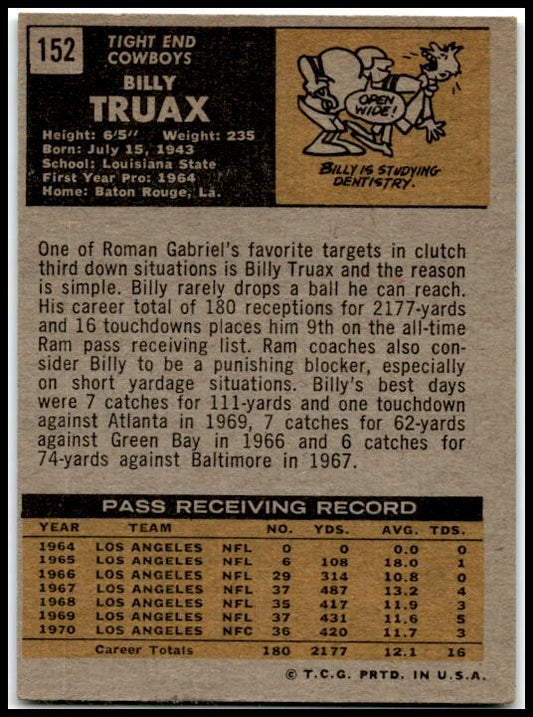 152
TIGHT END
COWBOYS
BILLY
TRUAX
Height: 6'5" Weight: 235
Born: July 15, 1943
School: Louisiana State
First Year Pro: 1964
Home: Baton Rouge, La.
OPEN
WIDE!
BILLY IS STUDYING
DENTISTRY.
One of Roman Gabriel's favorite targets in clutch
third down situations is Billy Truax and the reason
is simple. Billy rarely drops a ball he can reach.
His career total of 180 receptions for 2177-yards
and 16 touchdowns places him 9th on the all-time
Ram pass receiving list. Ram coaches also con-
sider Billy to be a punishing blocker, especially
on short yardage situations. Billy's best days
were 7 catches for 111-yards and one touchdown
against Atlanta in 1969, 7 catches for 62-yards
against Green Bay in 1966 and 6 catches for
74-yards against Baltimore in 1967.
PASS RECEIVING RECORD
YEAR TEAM NO. YDS. AVG. TDS.
1964 LOS ANGELES NFL 0 0 0.0 0
1965 LOS ANGELES NFL 6 108 18.0 1
1966 LOS ANGELES NFL 29 314 10.8 0
1967 LOS ANGELES NFL 37 487 13.2 4
1968 LOS ANGELES NFL 35 417 11.9 3
1969 LOS ANGELES NFL 37 431 11.6 5
1970 LOS ANGELES NFC 36 420 11.7 3
Career Totals 180 2177 12.1 16
© T.C.G. PRTD. IN U.S.A.